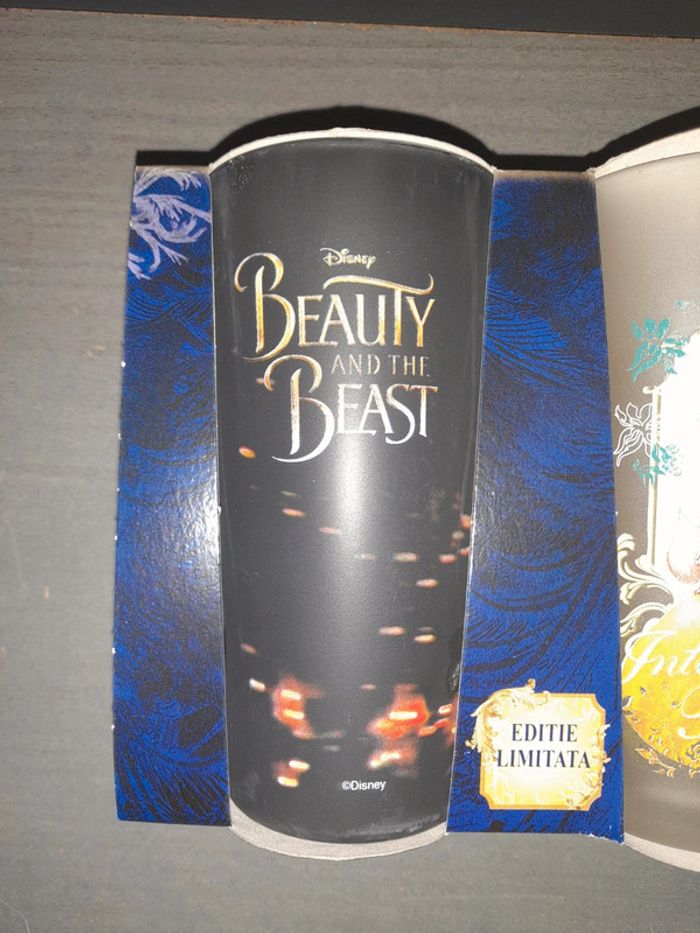 Disney
BEAUTY
AND THE
BEAST
©Disney
EDITIE
LIMITATA